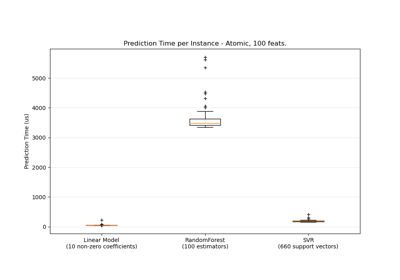 Prediction Time per Instance - Atomic, 100 feats.
Prediction Time (us)
5000
4000
3000
2000
1000
0
Linear Model
(10 non-zero coefficients)
RandomForest
(100 estimators)
SVR
(660 support vectors)